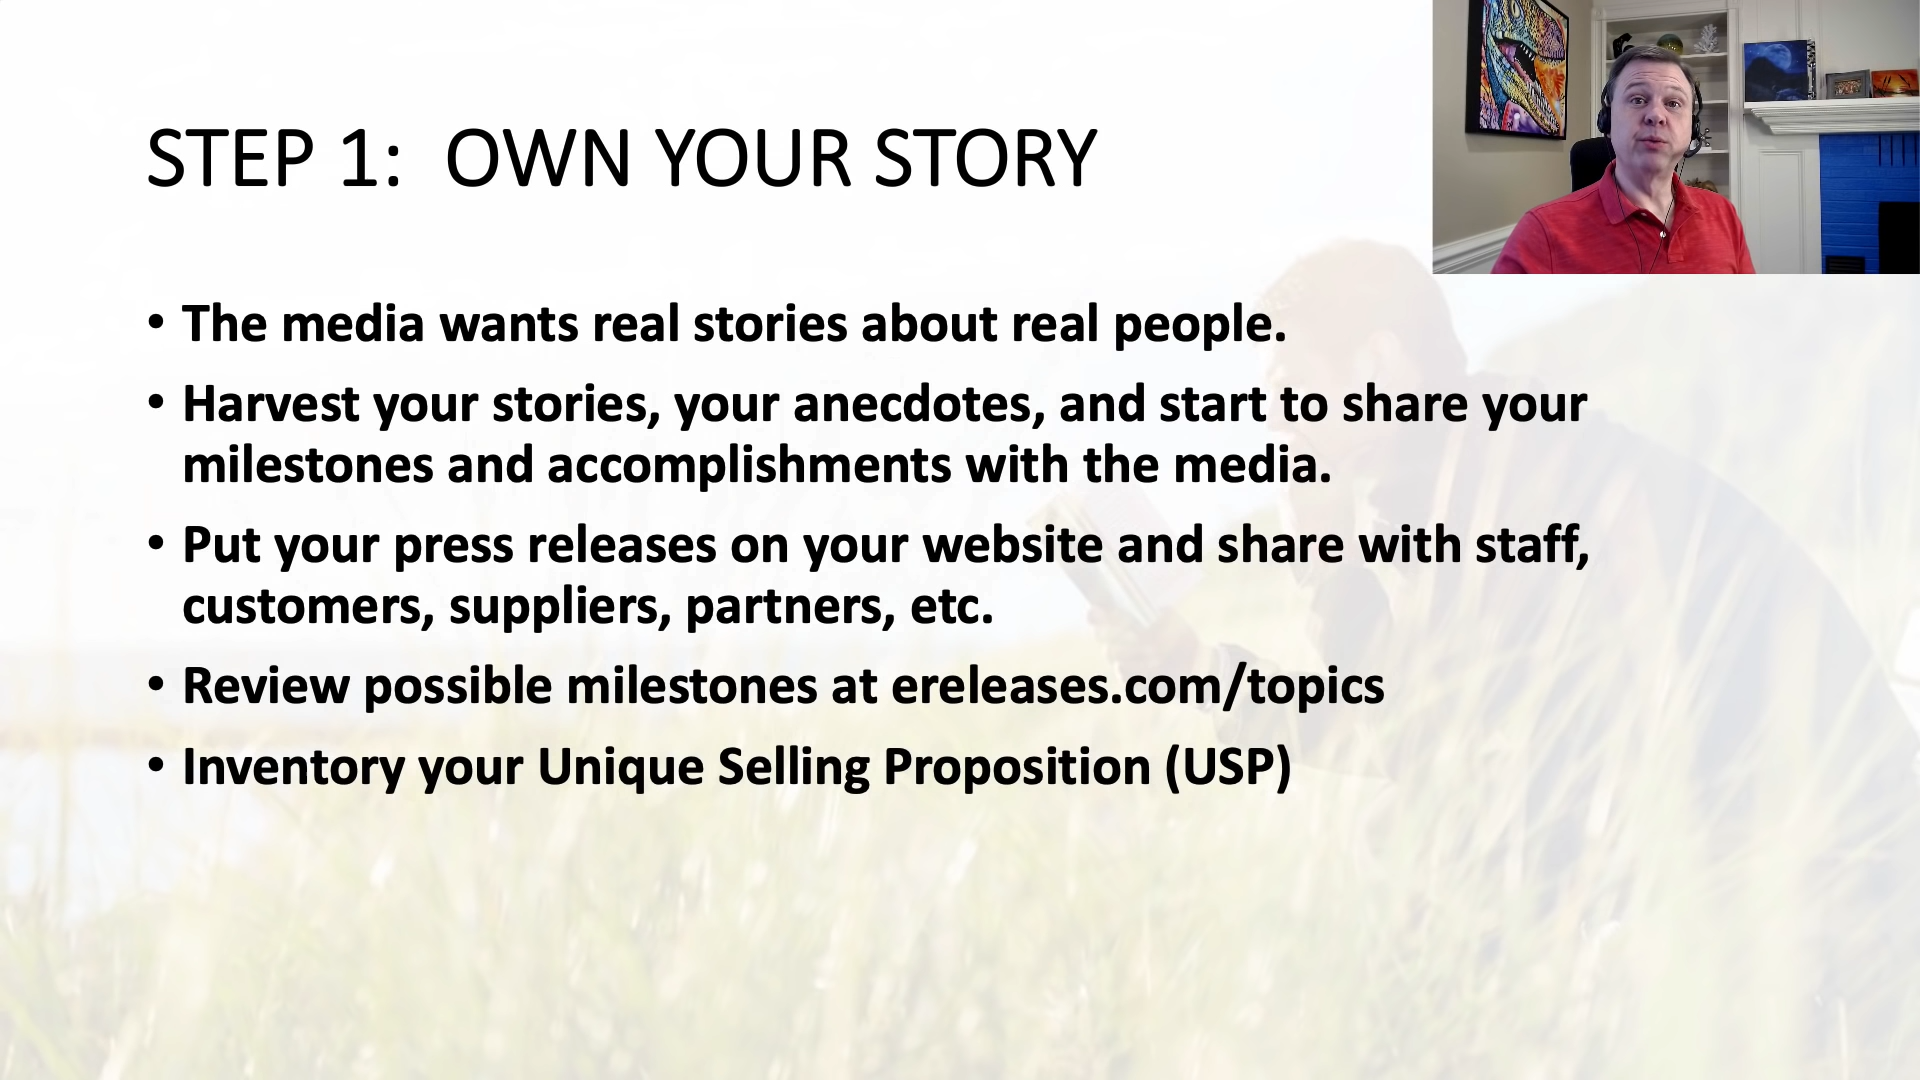 STEP 1: OWN YOUR STORY
• The media wants real stories about real people.
• Harvest your stories, your anecdotes, and start to share your
milestones and accomplishments with the media.
• Put your press releases on your website and share with staff,
customers, suppliers, partners, etc.
• Review possible milestones at ereleases.com/topics
• Inventory your Unique Selling Proposition (USP)